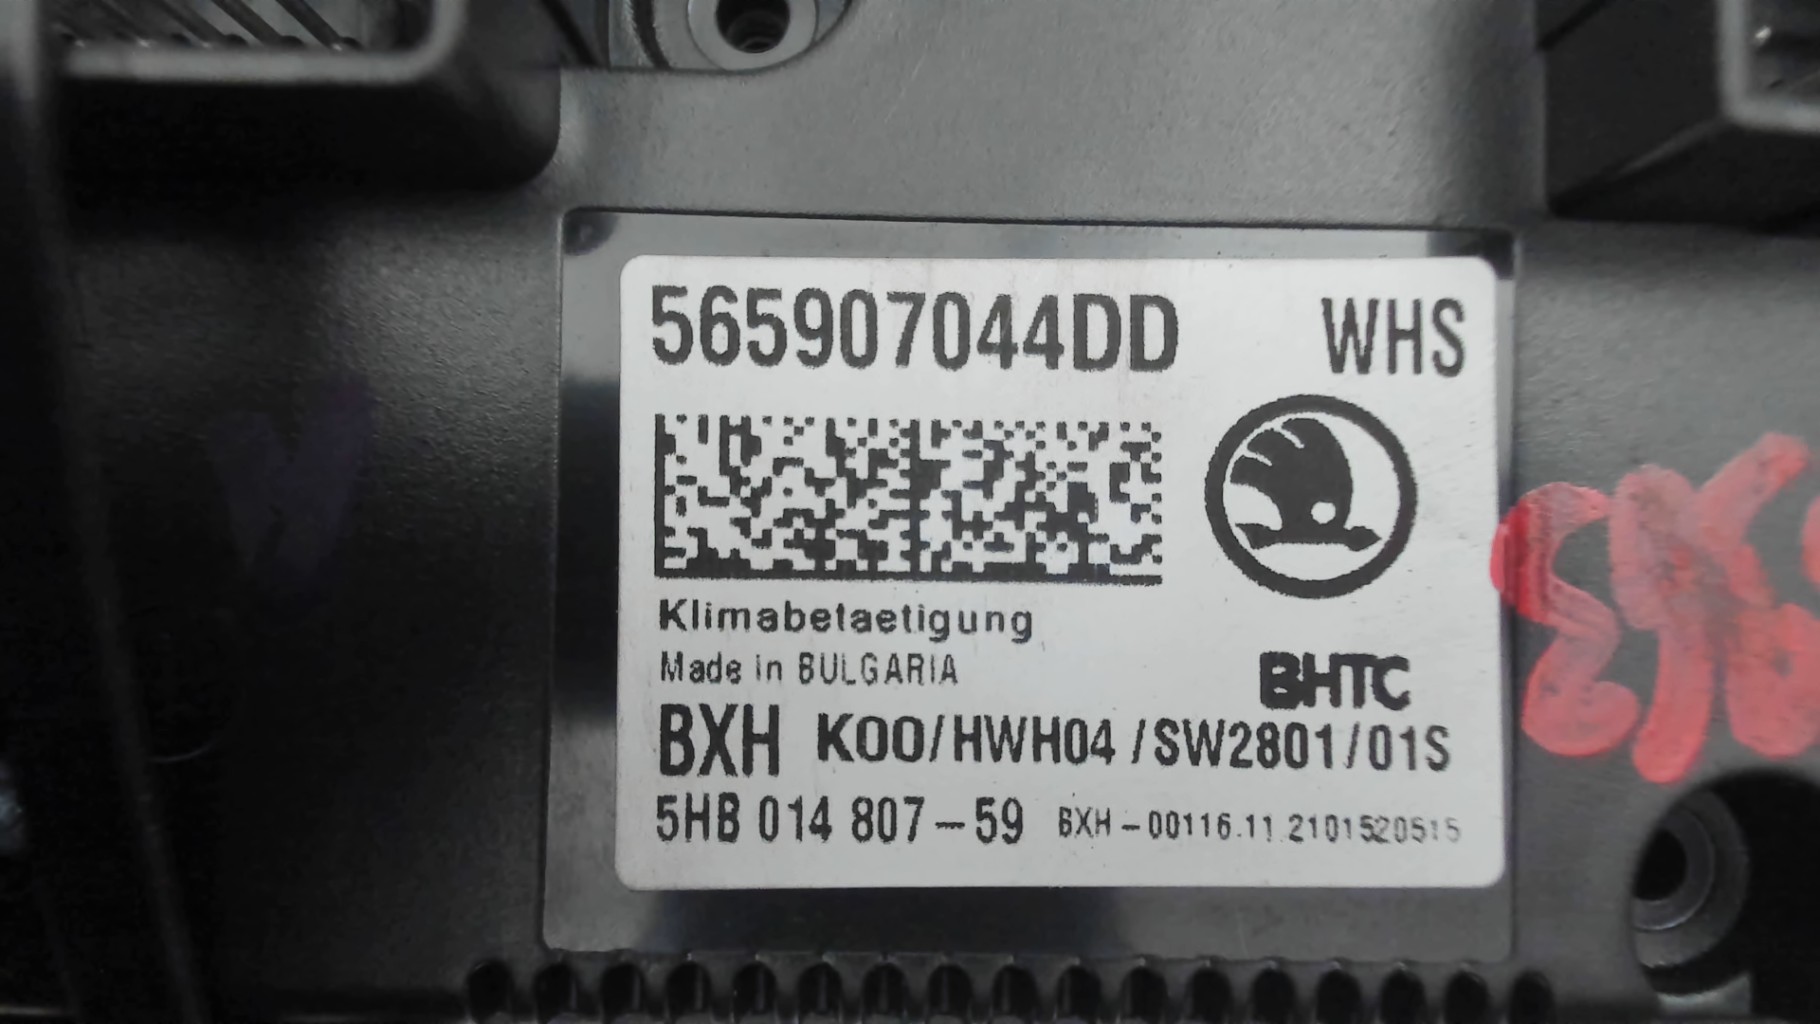 565907044DD WHS
Klimabetaetigung
Made in BULGARIA
BHTC
BXH K00/HWH04/SW2801/01S
5HB 014 807-59 BXH-00116.11.2101520515